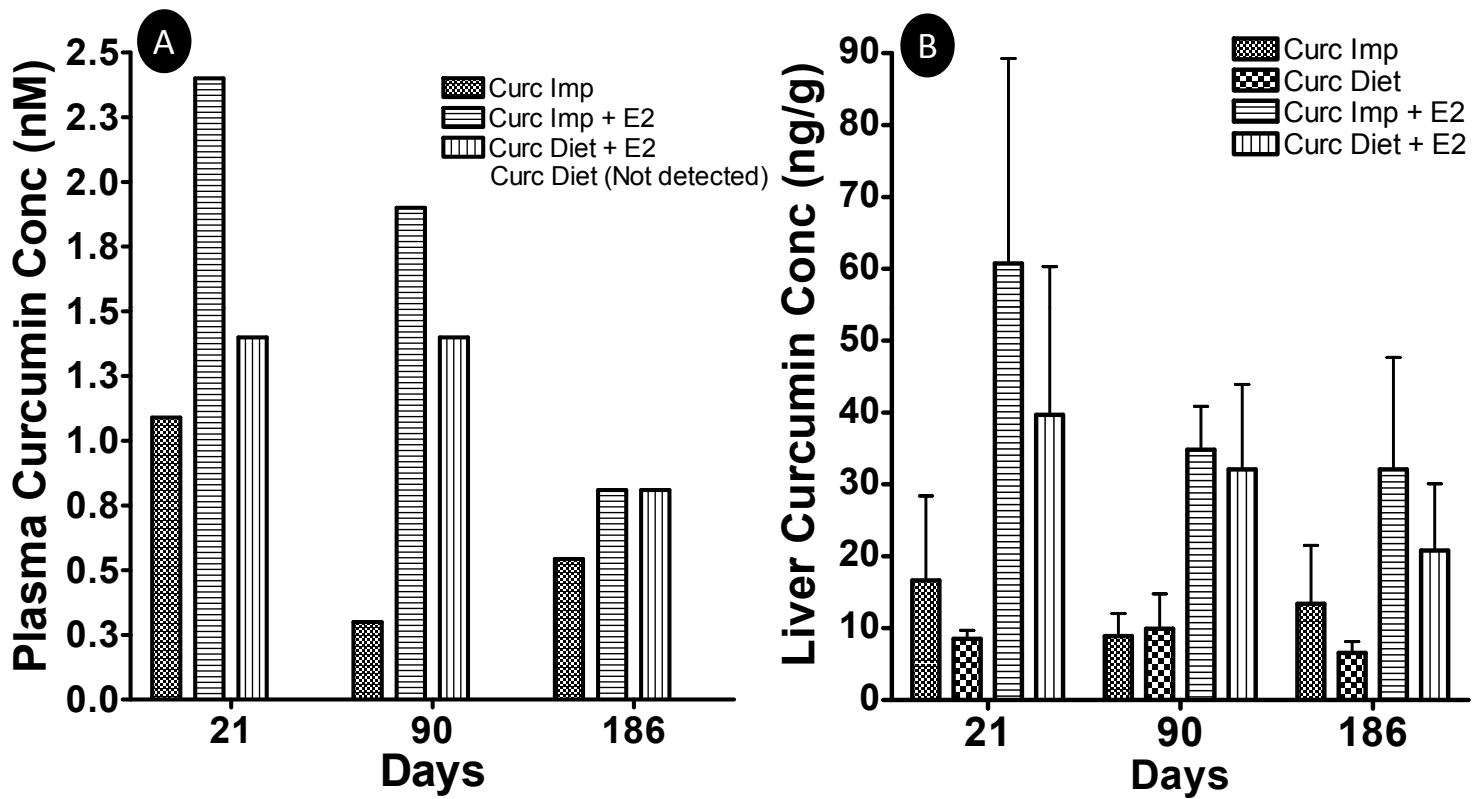 A
Plasma Curcumin Conc (nM)
2.5
2.3
2.0
1.8
1.5
1.3
1.0
0.8
0.5
0.3
0.0
Curc Imp
Curc Imp + E2
Curc Diet + E2
Curc Diet (Not detected)
21 90 186
Days
B
Liver Curcumin Conc (ng/g)
90
80
70
60
50
40
30
20
10
0
Curc Imp
Curc Diet
Curc Imp + E2
Curc Diet + E2
21 90 186
Days